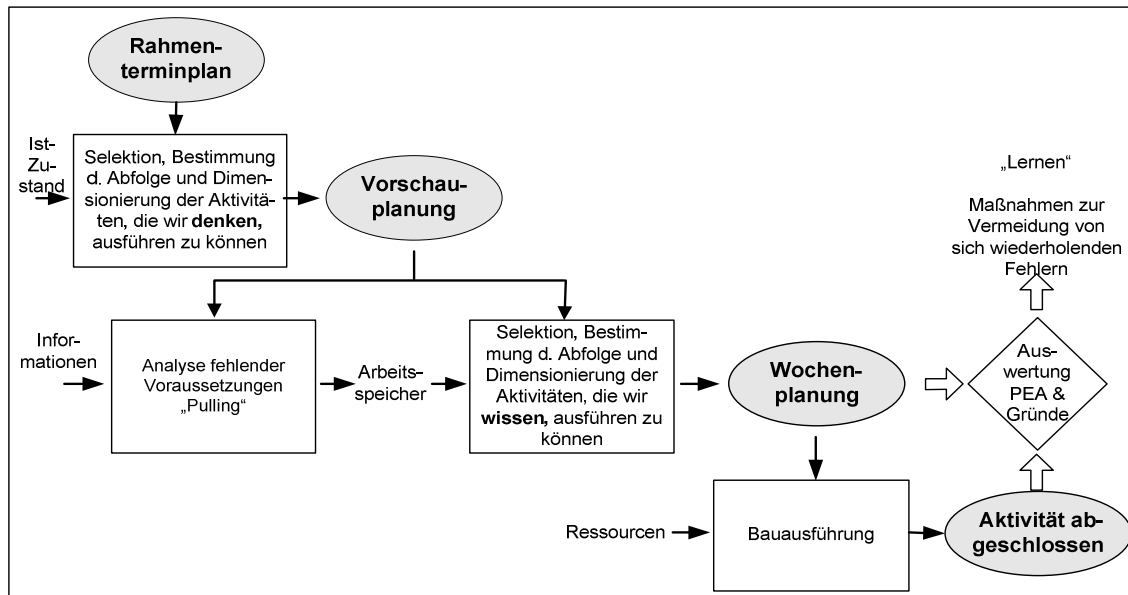 Rahmen-
terminplan
Ist-
Zu-
stand
Selektion, Bestimmung
d. Abfolge und Dimen-
sionierung der Aktivitä-
ten, die wir denken,
ausführen zu können
Vorschau-
planung
„Lernen“
Maßnahmen zur
Vermeidung von
sich wiederholenden
Fehlern
Infor-
mationen
Analyse fehlender
Voraussetzungen
„Pulling“
Arbeits-
speicher
Selektion, Bestim-
mung d. Abfolge und
Dimensionierung der
Aktivitäten, die wir
wissen, ausführen zu
können
Wochen-
planung
Aus-
wertung
PEA &
Gründe
Ressourcen
Bauausführung
Aktivität ab-
geschlossen